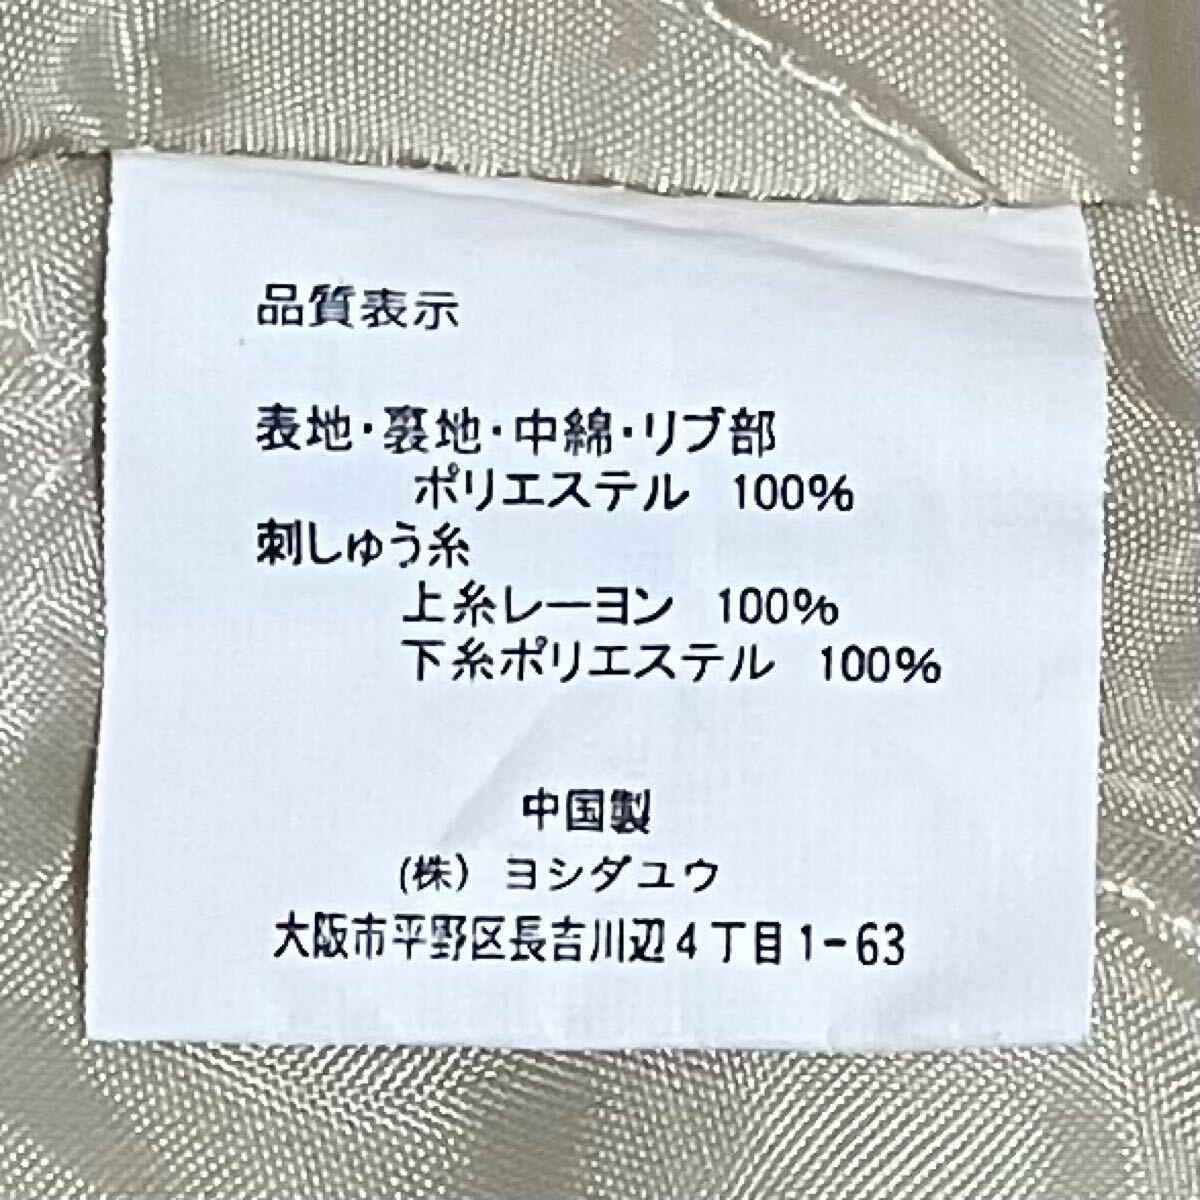 品質表示
表地・裏地・中綿・リブ部
ポリエステル 100%
刺しゅう糸
上糸レーヨン 100%
下糸ポリエステル 100%
中国製
(株) ヨシダユウ
大阪市平野区長吉川辺4丁目1-63